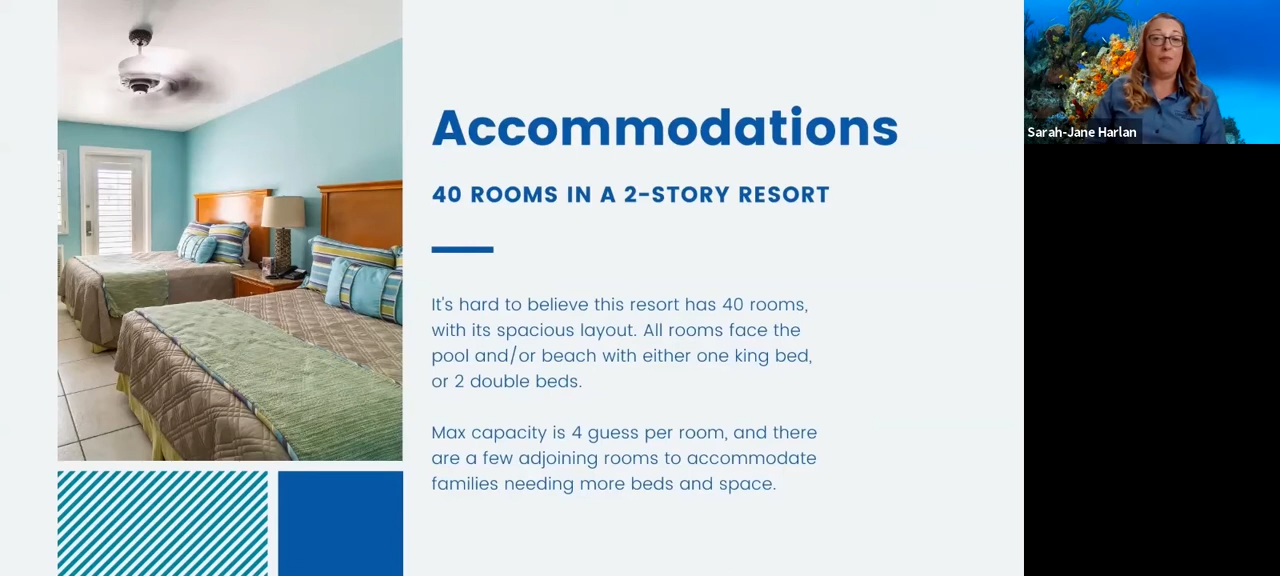 Accommodations
40 ROOMS IN A 2-STORY RESORT
It's hard to believe this resort has 40 rooms,
with its spacious layout. All rooms face the
pool and/or beach with either one king bed,
or 2 double beds.
Max capacity is 4 guess per room, and there
are a few adjoining rooms to accommodate
families needing more beds and space.
Sarah-Jane Harlan